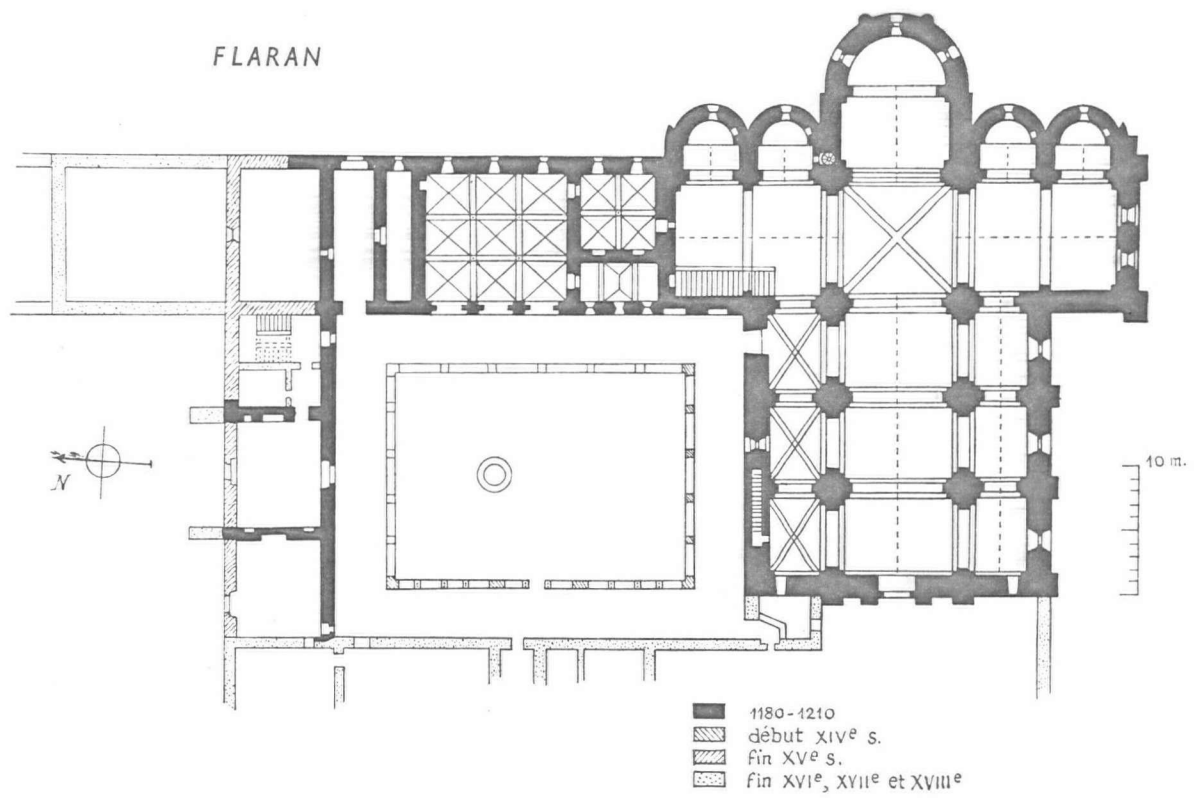 FLARAN
N
10 m.
1180-1210
début XIVe s.
fin XVe s.
fin XVIe, XVIIe et XVIIIe